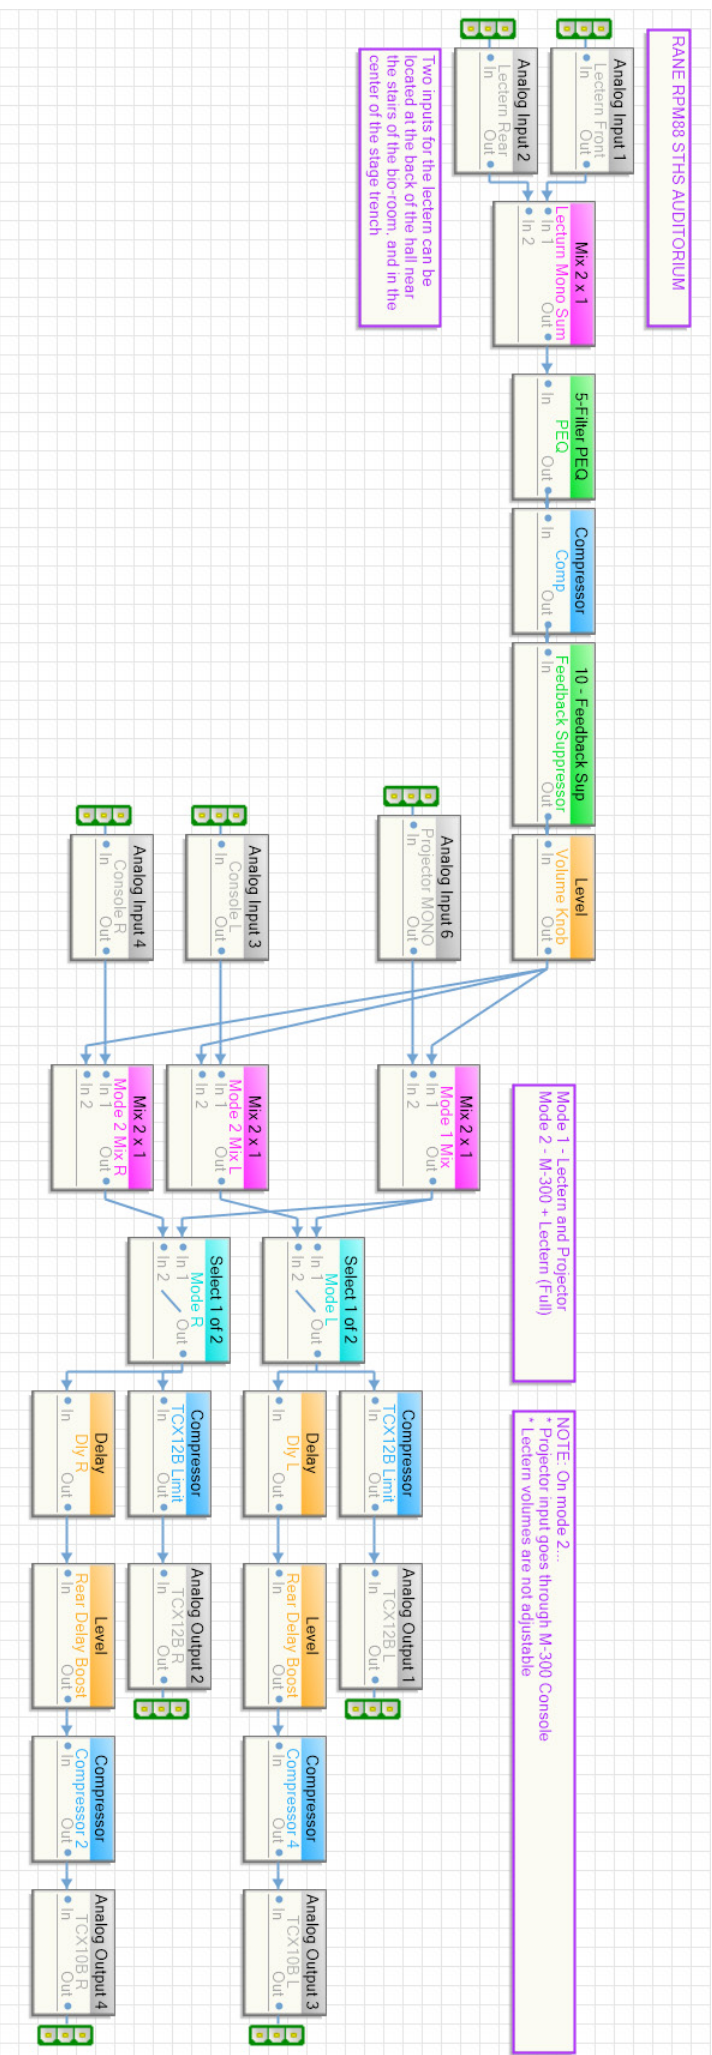 RANE RPM88 STHS AUDITORIUM
Analog Input 1
Lectern Front
In
Out
Analog Input 2
Lectern Rear
In
Out
Two inputs for the lectern can be
located at the back of the hall near
the stairs of the bio-room, and in the
center of the stage trench
Mix 2 x 1
Lecturn Mono Sum
In 1
Out
In 2
5-Filter PEQ
PEQ
In
Out
Compressor
Comp
In
Out
10 - Feedback Sup
Feedback Suppressor
In
Out
Level
Volume Knob
In
Out
Analog Input 6
Projector MONO
In
Out
Analog Input 3
Console L
In
Out
Analog Input 4
Console R
In
Out
Mode 1 - Lectern and Projector
Mode 2 - M-300 + Lectern (Full)
Mix 2 x 1
Mode 1 Mix
In 1
Out
In 2
Mix 2 x 1
Mode 2 Mix L
In 1
Out
In 2
Mix 2 x 1
Mode 2 Mix R
In 1
Out
In 2
Select 1 of 2
Mode L
In 1
Out
In 2
Select 1 of 2
Mode R
In 1
Out
In 2
NOTE: On mode 2...
* Projector input goes through M-300 Console
* Lectern volumes are not adjustable
Compressor
TCX12B Limit
In
Out
Analog Output 1
TCX12B L
In
Out
Delay
Dly L
In
Out
Level
Rear Delay Boost
In
Out
Compressor
Compressor 4
In
Out
Analog Output 3
TCX10B L
In
Out
Compressor
TCX12B Limit
In
Out
Analog Output 2
TCX12B R
In
Out
Delay
Dly R
In
Out
Level
Rear Delay Boost
In
Out
Compressor
Compressor 2
In
Out
Analog Output 4
TCX10B R
In
Out